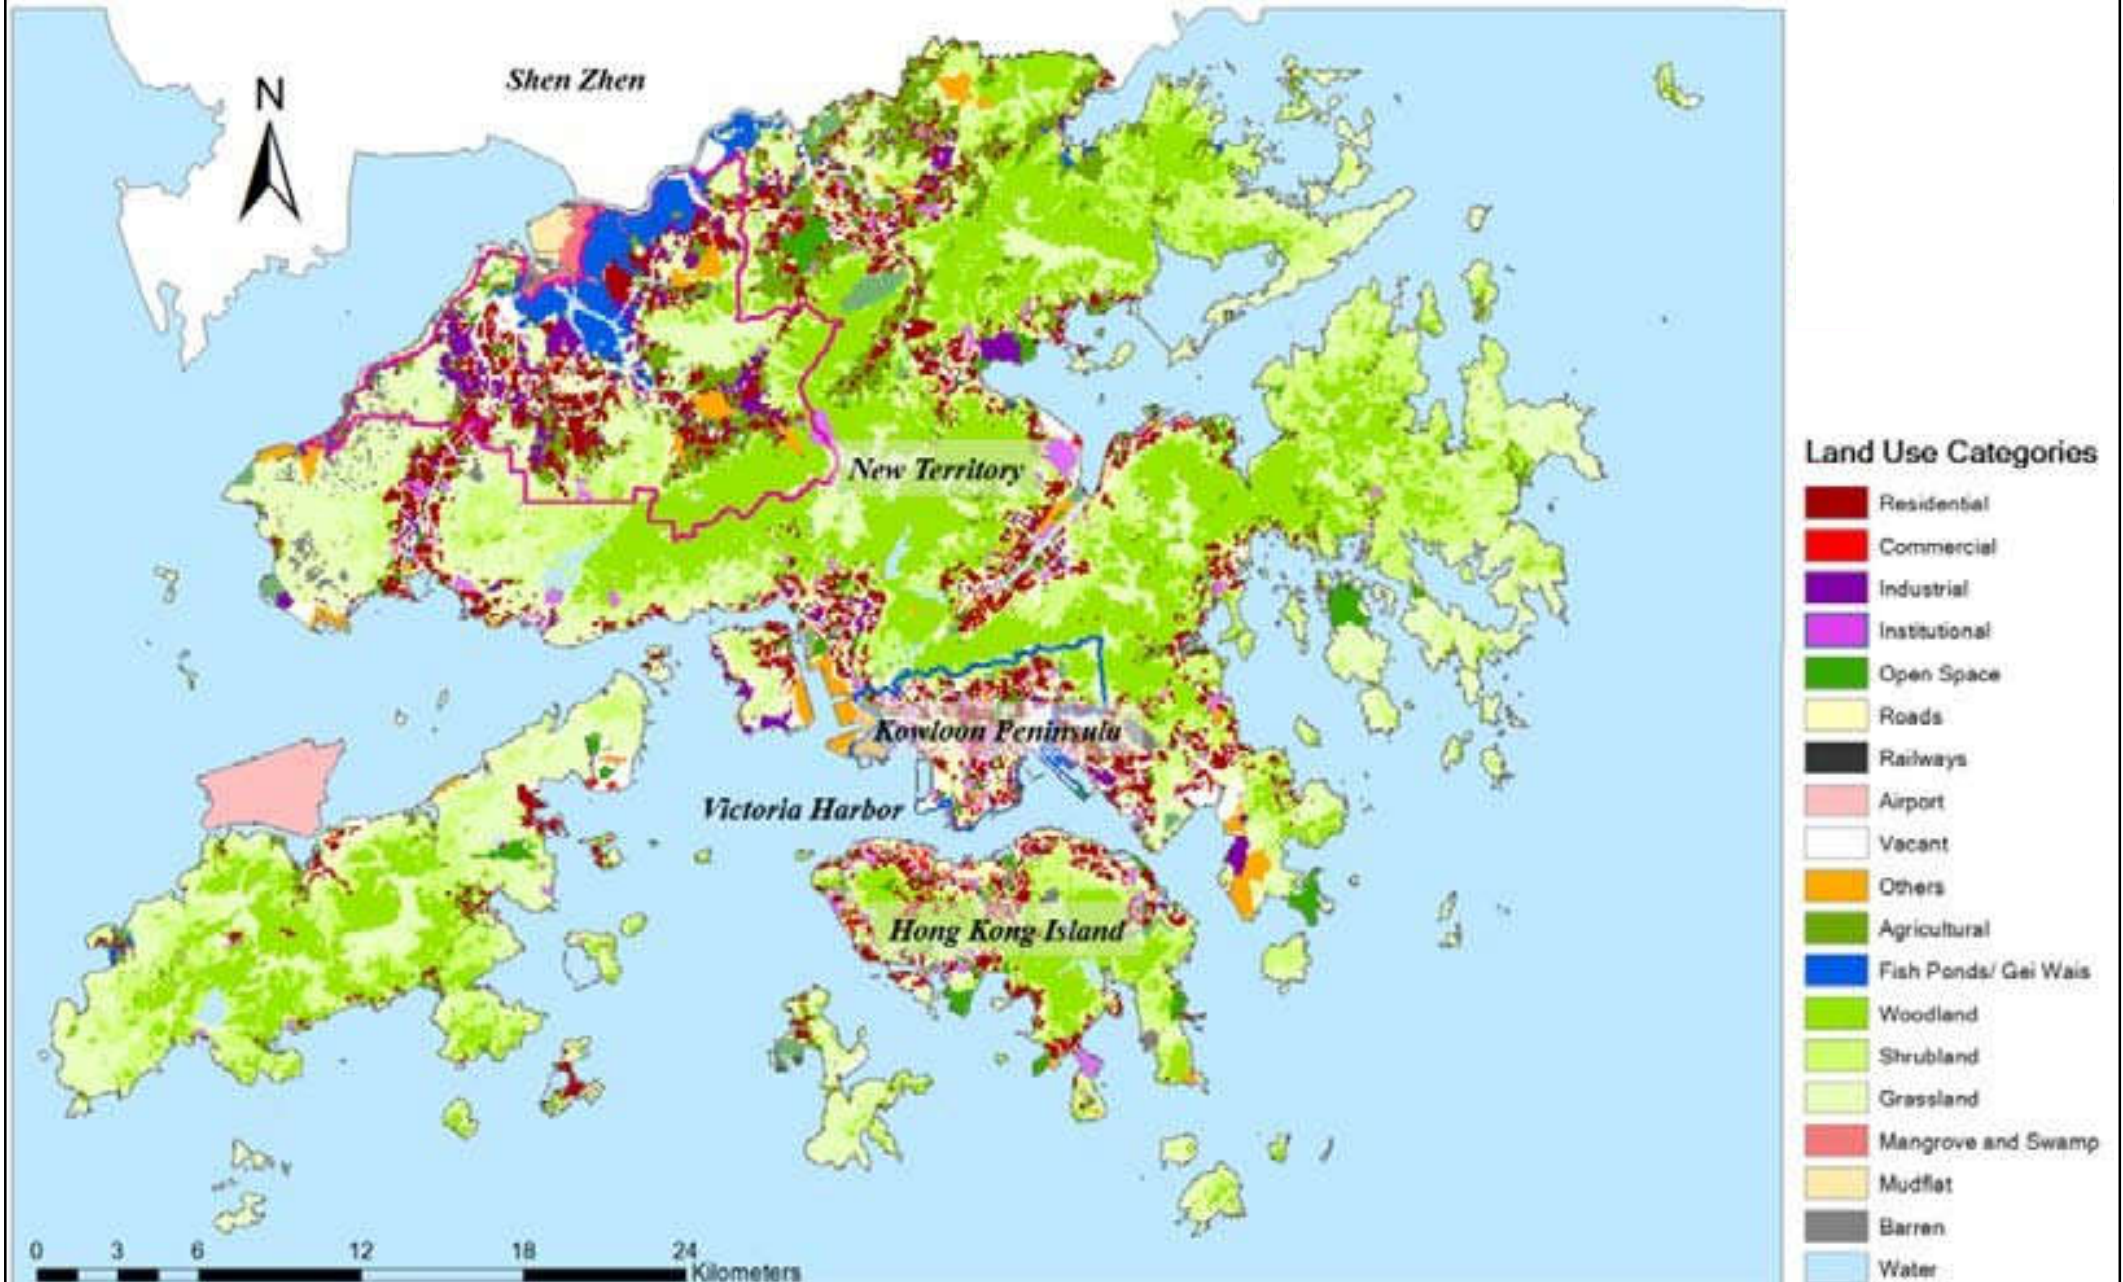 Shen Zhen
N
New Territory
Kowloon Peninsula
Victoria Harbor
Hong Kong Island
0 3 6 12 18 24
Kilometers
Land Use Categories
Residential
Commercial
Industrial
Institutional
Open Space
Roads
Railways
Airport
Vacant
Others
Agricultural
Fish Ponds/ Gei Wais
Woodland
Shrubland
Grassland
Mangrove and Swamp
Mudflat
Barren
Water